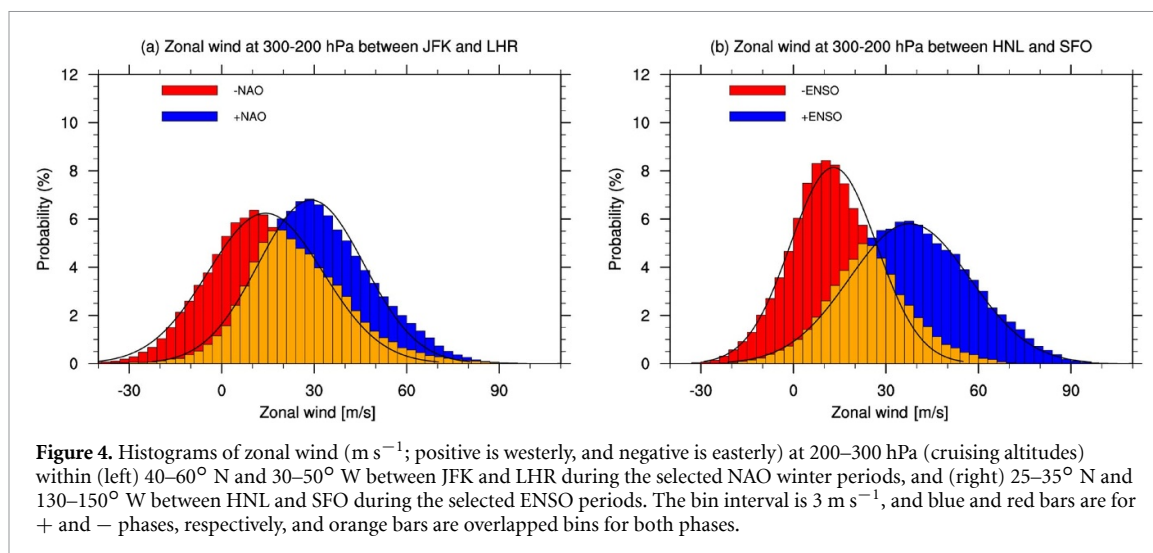 (a) Zonal wind at 300-200 hPa between JFK and LHR
12
10
8
6
4
2
0
Probability (%)
-NAO
+NAO
-30 0 30 60 90
Zonal wind [m/s]
(b) Zonal wind at 300-200 hPa between HNL and SFO
12
10
8
6
4
2
0
Probability (%)
-ENSO
+ENSO
-30 0 30 60 90
Zonal wind [m/s]
Figure 4. Histograms of zonal wind (m s−1; positive is westerly, and negative is easterly) at 200–300 hPa (cruising altitudes)
within (left) 40–60° N and 30–50° W between JFK and LHR during the selected NAO winter periods, and (right) 25–35° N and
130–150° W between HNL and SFO during the selected ENSO periods. The bin interval is 3 m s−1, and blue and red bars are for
+ and − phases, respectively, and orange bars are overlapped bins for both phases.